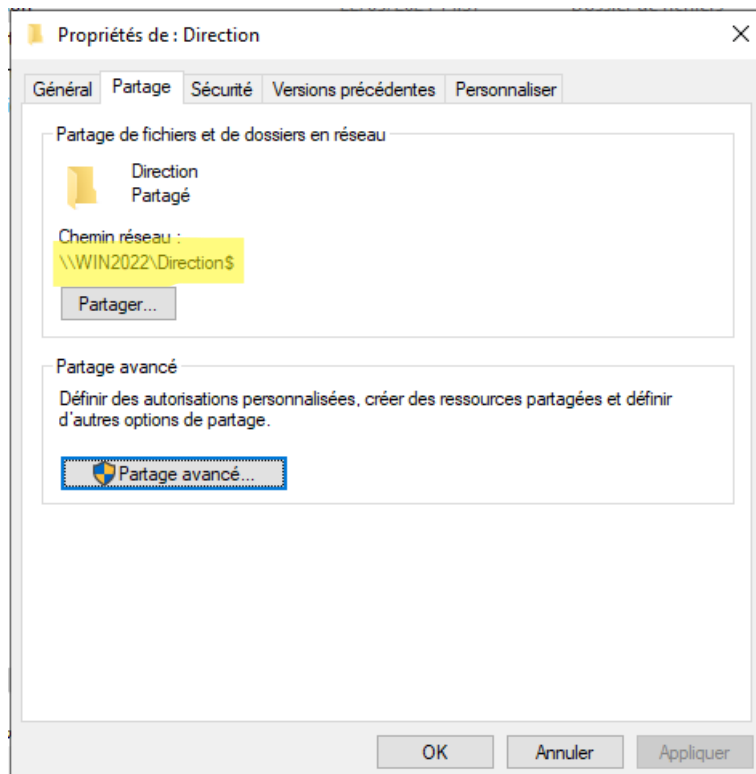 Propriétés de : Direction
Général Partage Sécurité Versions précédentes Personnaliser
Partage de fichiers et de dossiers en réseau
Direction
Partagé
Chemin réseau :
\\WIN2022\Direction$
Partager...
Partage avancé
Définir des autorisations personnalisées, créer des ressources partagées et définir
d'autres options de partage.
Partage avancé...
OK Annuler Appliquer